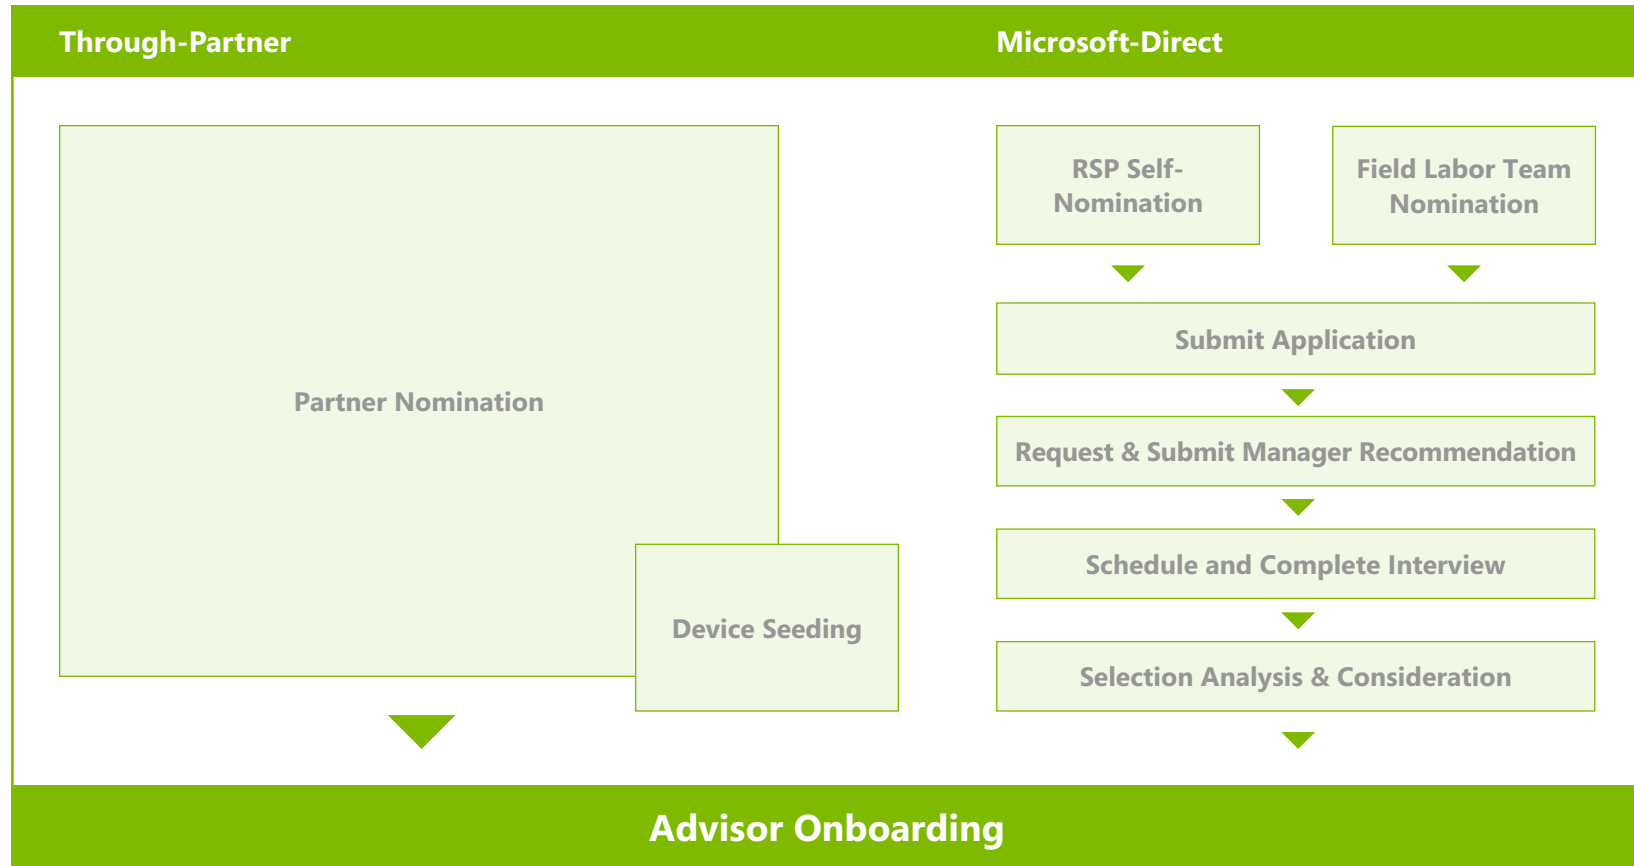 Through-Partner
Microsoft-Direct
Partner Nomination
Device Seeding
RSP Self-
Nomination
Field Labor Team
Nomination
Submit Application
Request & Submit Manager Recommendation
Schedule and Complete Interview
Selection Analysis & Consideration
Advisor Onboarding